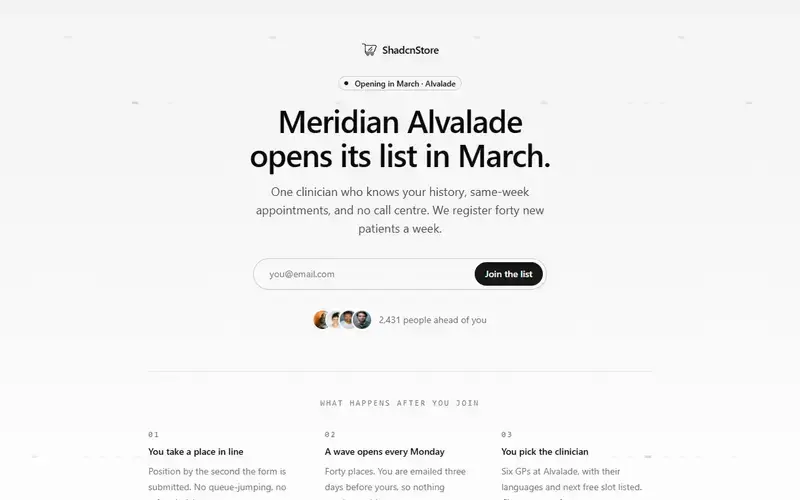 ShadcnStore
Opening in March · Alvalade
Meridian Alvalade
opens its list in March.
One clinician who knows your history, same-week
appointments, and no call centre. We register forty new
patients a week.
you@email.com
Join the list
2,431 people ahead of you
WHAT HAPPENS AFTER YOU JOIN
01
You take a place in line
Position by the second the form is
submitted. No queue-jumping, no
02
A wave opens every Monday
Forty places. You are emailed three
days before yours, so nothing
03
You pick the clinician
Six GPs at Alvalade, with their
languages and next free slot listed.